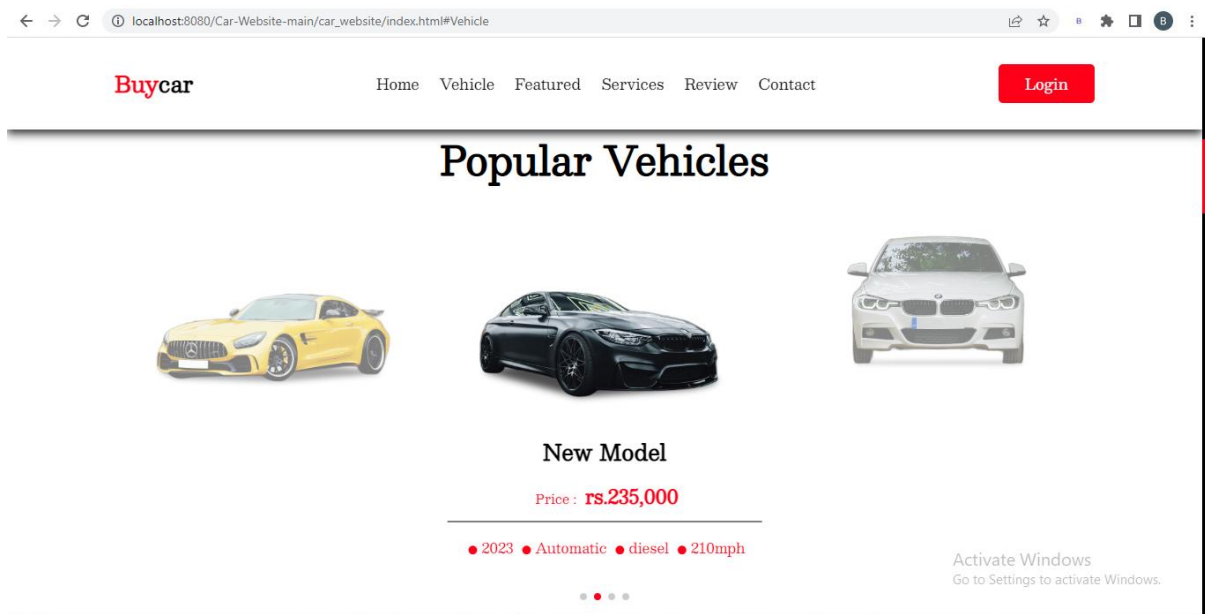 localhost:8080/Car-Website-main/car_website/index.html#Vehicle
B
B
Buycar
Home Vehicle Featured Services Review Contact
Login
Popular Vehicles
New Model
Price : rs.235,000
2023 Automatic diesel 210mph
Activate Windows
Go to Settings to activate Windows.